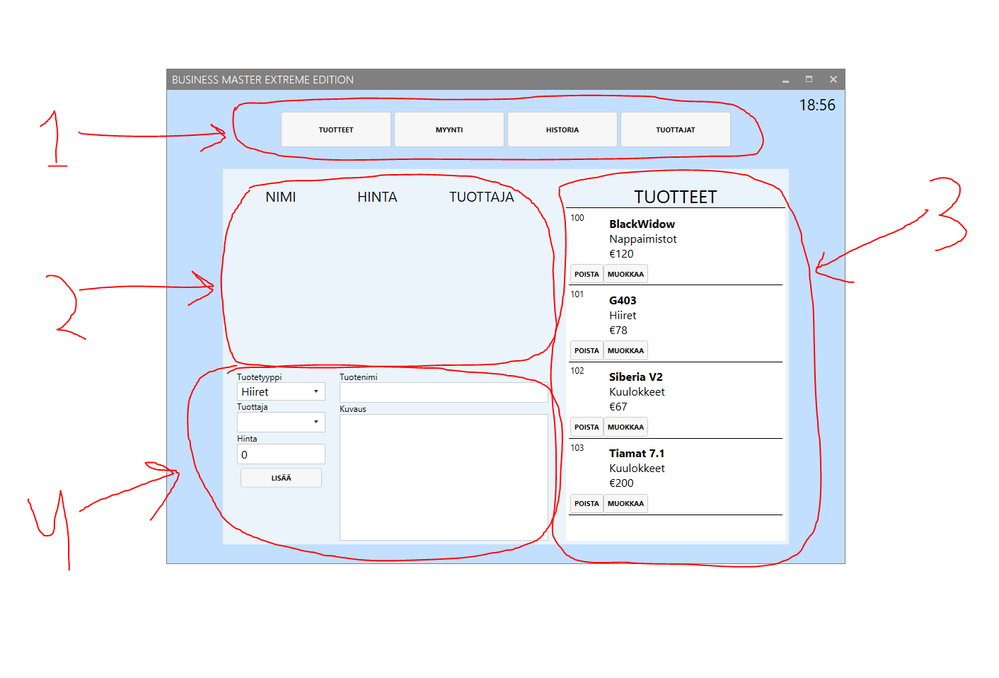 BUSINESS MASTER EXTREME EDITION
18:56
1
TUOTTEET MYYNTI HISTORIA TUOTTAJAT
2
NIMI HINTA TUOTTAJA
3
TUOTTEET
100
BlackWidow
Nappaimistot
€120
POISTA MUOKKAA
101
G403
Hiiret
€78
POISTA MUOKKAA
102
Siberia V2
Kuulokkeet
€67
POISTA MUOKKAA
103
Tiamat 7.1
Kuulokkeet
€200
POISTA MUOKKAA
4
Tuotetyyppi
Hiiret
Tuottaja
Hinta
0
LISÄÄ
Tuotenimi
Kuvaus